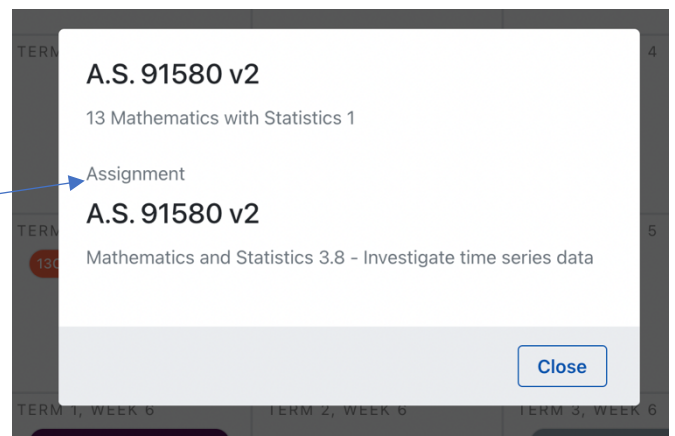 TERM
4
A.S. 91580 v2
13 Mathematics with Statistics 1
Assignment
A.S. 91580 v2
TERM
5
130
Mathematics and Statistics 3.8 - Investigate time series data
Close
TERM 1, WEEK 6
TERM 2, WEEK 6
TERM 3, WEEK 6